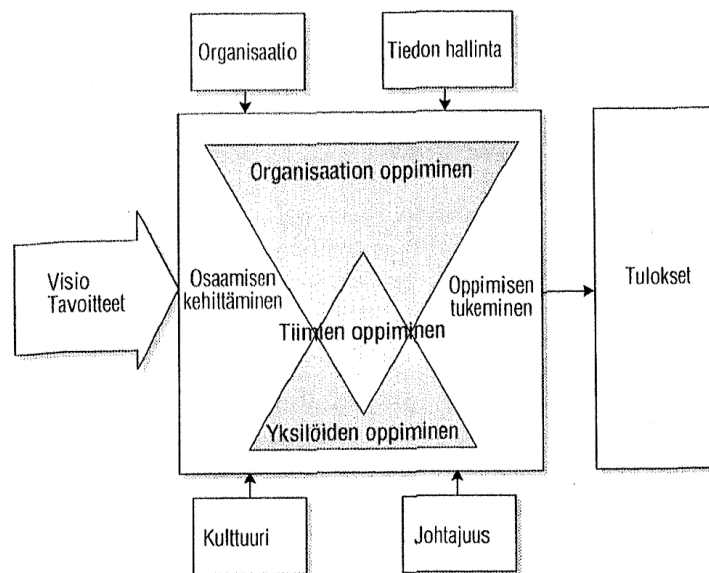 Organisaatio
Tiedon hallinta
Organisaation oppiminen
Visio
Tavoitteet
Osaamisen
kehittäminen
Oppimisen
tukeminen
Tulokset
Tiimien oppiminen
Yksilöiden oppiminen
Kulttuuri
Johtajuus